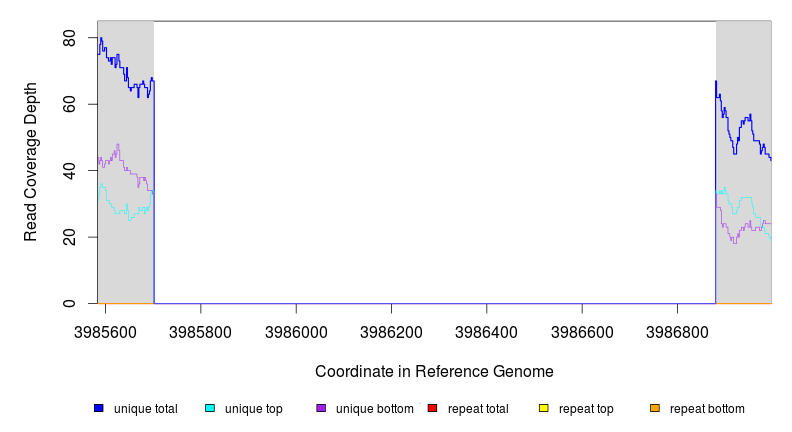 Read Coverage Depth
80
60
40
20
0
3985600 3985800 3986000 3986200 3986400 3986600 3986800
Coordinate in Reference Genome
unique total unique top unique bottom repeat total repeat top repeat bottom